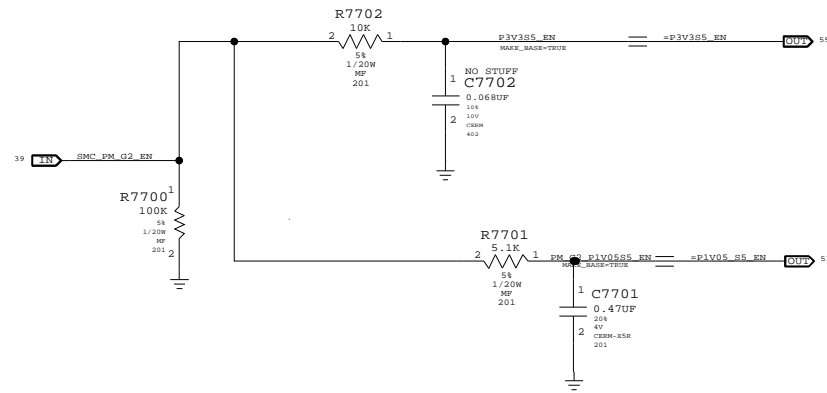 R7702
10K
2 1
5%
1/20W
MF
201
P3V3S5_EN
MAKE_BASE=TRUE
=P3V3S5_EN
OUT
NO STUFF
1
C7702
0.068UF
10%
10V
2
CERM
402
39
IN
SMC_PM_G2_EN
1
R7700
100K
5%
1/20W
MF
201
2
R7701
5.1K
2 1
5%
1/20W
MF
201
PM_G2_P1V05S5_EN
MAKE_BASE=TRUE
=P1V05_S5_EN
OUT
1
C7701
0.47UF
20%
4V
2
CERM-X5R
201